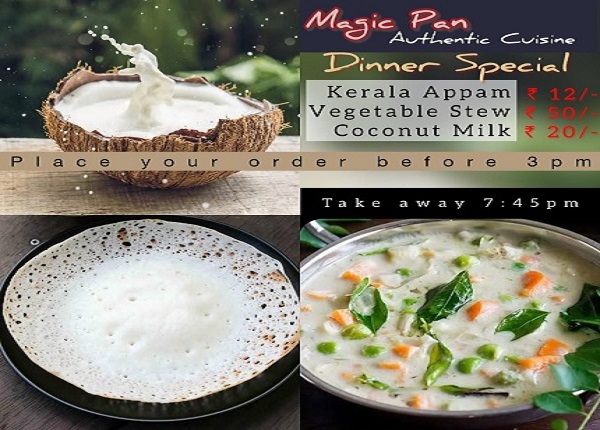 Magic Pan
Authentic Cuisine
Dinner Special
Kerala Appam ₹ 12/-
Vegetable Stew ₹ 50/-
Coconut Milk ₹ 20/-
Place your order before 3pm
Take away 7:45pm